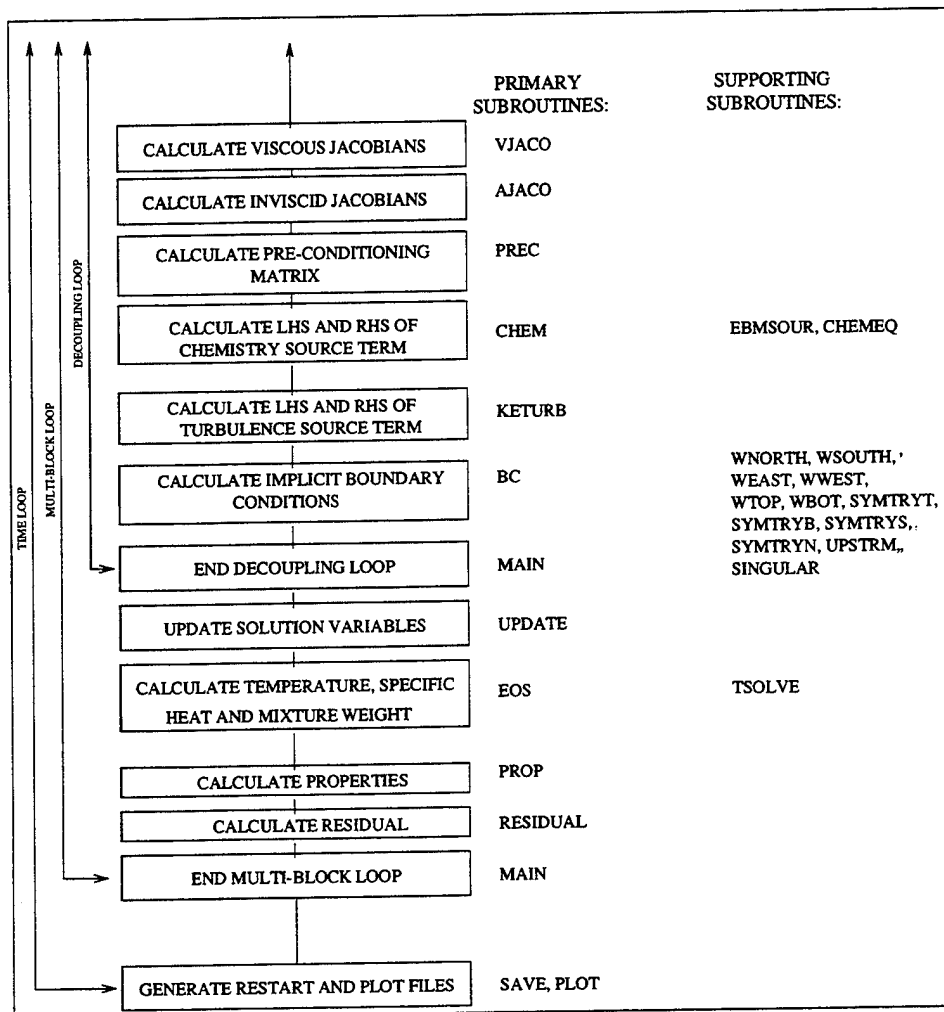 PRIMARY
SUBROUTINES:
SUPPORTING
SUBROUTINES:
CALCULATE VISCOUS JACOBIANS
VJACO
CALCULATE INVISCID JACOBIANS
AJACO
CALCULATE PRE-CONDITIONING
MATRIX
PREC
CALCULATE LHS AND RHS OF
CHEMISTRY SOURCE TERM
CHEM
EBMSOUR, CHEMEQ
CALCULATE LHS AND RHS OF
TURBULENCE SOURCE TERM
KETURB
CALCULATE IMPLICIT BOUNDARY
CONDITIONS
BC
WNORTH, WSOUTH,
WEAST, WWEST,
WTOP, WBOT, SYMTRYT,
SYMTRYB, SYMTRYS,
SYMTRYN, UPSTRM,,
SINGULAR
END DECOUPLING LOOP
MAIN
UPDATE SOLUTION VARIABLES
UPDATE
CALCULATE TEMPERATURE, SPECIFIC
HEAT AND MIXTURE WEIGHT
EOS
TSOLVE
CALCULATE PROPERTIES
PROP
CALCULATE RESIDUAL
RESIDUAL
END MULTI-BLOCK LOOP
MAIN
GENERATE RESTART AND PLOT FILES
SAVE, PLOT
TIME LOOP
MULTI-BLOCK LOOP
DECOUPLING LOOP